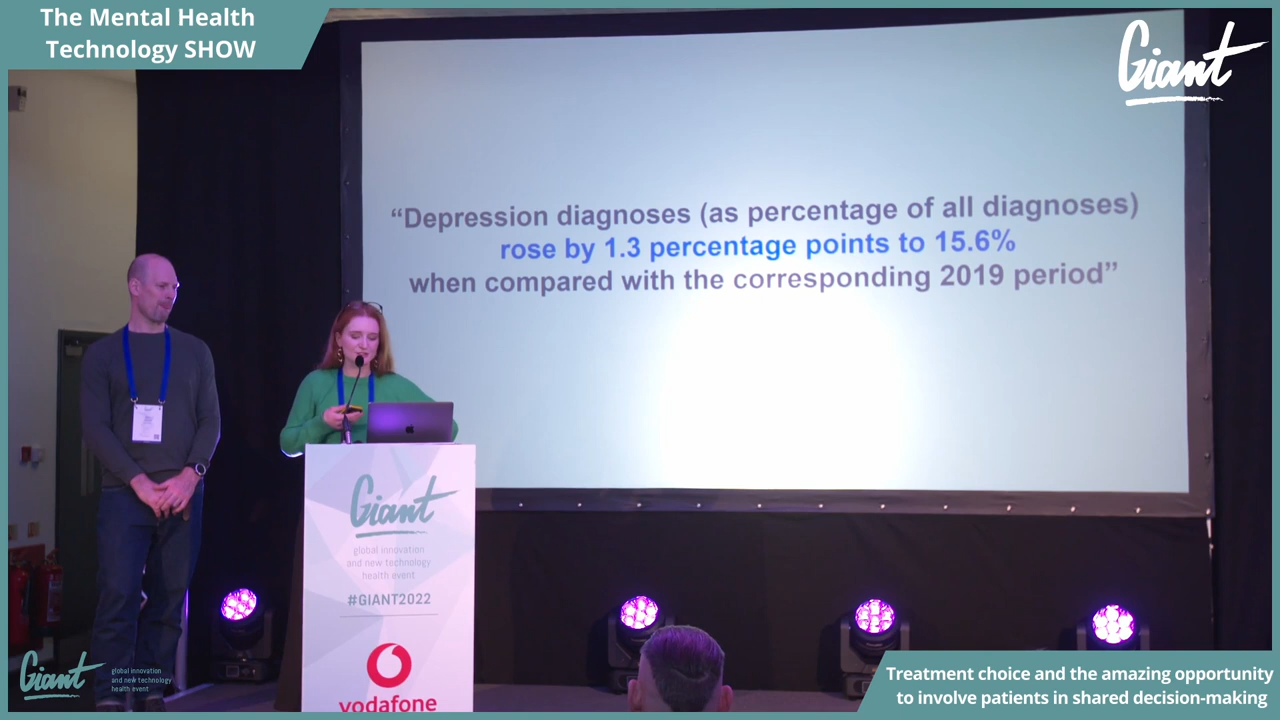 The Mental Health
Technology SHOW
Giant
“Depression diagnoses (as percentage of all diagnoses)
rose by 1.3 percentage points to 15.6%
when compared with the corresponding 2019 period”
Giant
global innovation
and new technology
health event
#GIANT2022
vodafone
Giant
global innovation
and new technology
health event
Treatment choice and the amazing opportunity
to involve patients in shared decision-making